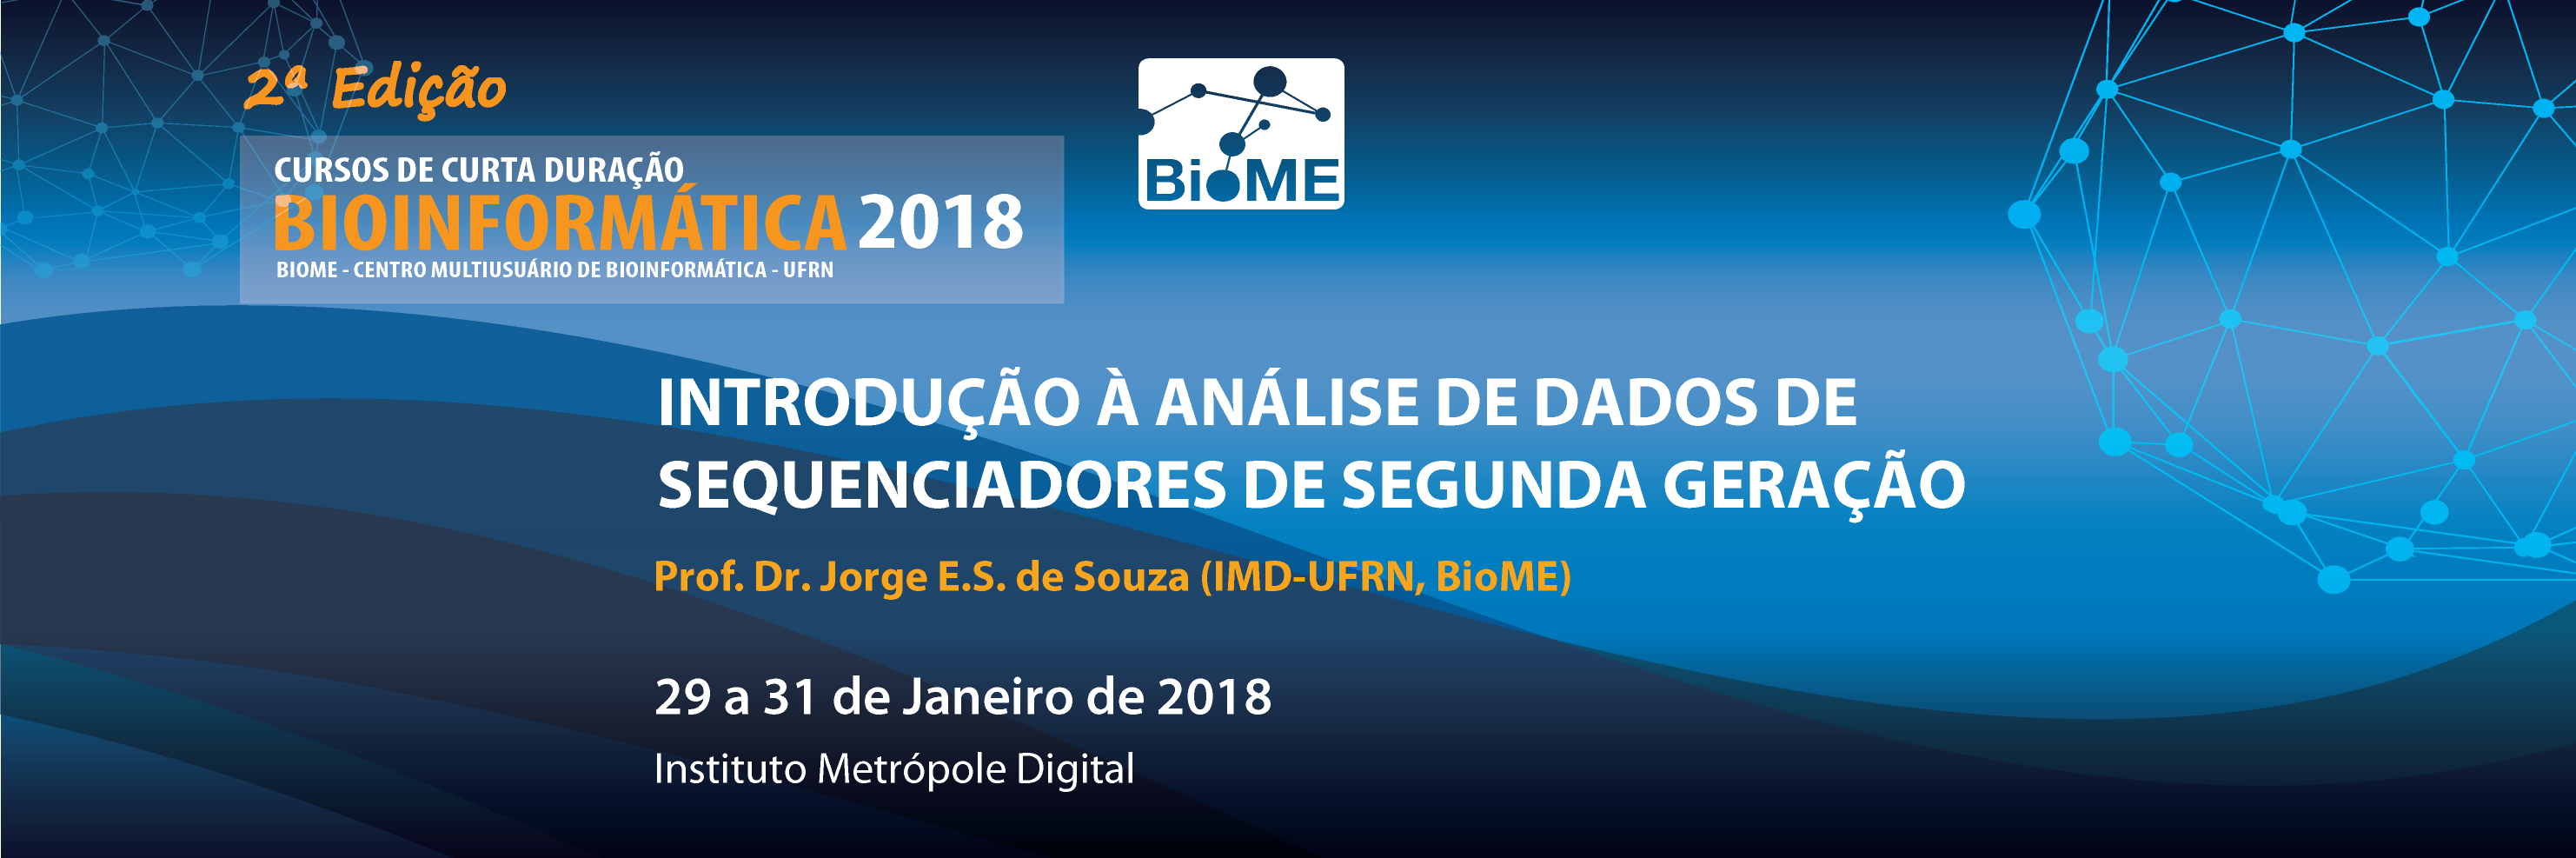 2ª Edição
CURSOS DE CURTA DURAÇÃO
BIOINFORMÁTICA 2018
BIOME - CENTRO MULTIUSUÁRIO DE BIOINFORMÁTICA - UFRN
BioME
INTRODUÇÃO À ANÁLISE DE DADOS DE
SEQUENCIADORES DE SEGUNDA GERAÇÃO
Prof. Dr. Jorge E.S. de Souza (IMD-UFRN, BioME)
29 a 31 de Janeiro de 2018
Instituto Metrópole Digital